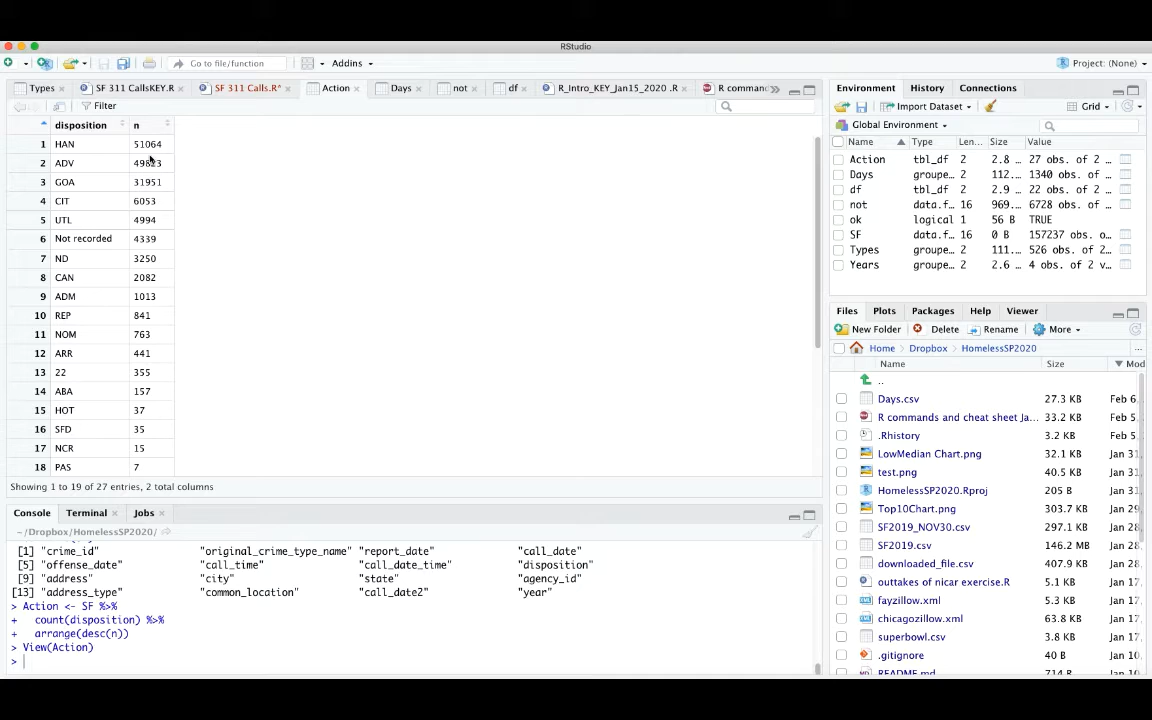 RStudio
Go to file/function
Addins
Project: (None)
Types
SF 311 CallsKEY.R
SF 311 Calls.R*
Action
Days
not
df
R_Intro_KEY_Jan15_2020 .R
R comman
Filter
disposition n
1 HAN 51064
2 ADV 49823
3 GOA 31951
4 CIT 6053
5 UTL 4994
6 Not recorded 4339
7 ND 3250
8 CAN 2082
9 ADM 1013
10 REP 841
11 NOM 763
12 ARR 441
13 22 355
14 ABA 157
15 HOT 37
16 SFD 35
17 NCR 15
18 PAS 7
Showing 1 to 19 of 27 entries, 2 total columns
Console Terminal Jobs
~/Dropbox/HomelessSP2020/
[1] "crime_id" "original_crime_type_name" "report_date" "call_date"
[5] "offense_date" "call_time" "call_date_time" "disposition"
[9] "address" "city" "state" "agency_id"
[13] "address_type" "common_location" "call_date2" "year"
> Action <- SF %>%
+ count(disposition) %>%
+ arrange(desc(n))
> View(Action)
>
Environment History Connections
Import Dataset
Grid
Global Environment
Name Type Len… Size Value
Action tbl_df 2 2.8 … 27 obs. of 2 …
Days groupe… 2 112.… 1340 obs. of …
df tbl_df 2 2.9 … 22 obs. of 2 …
not data.f… 16 969.… 6728 obs. of …
ok logical 1 56 B TRUE
SF data.f… 16 0 B 157237 obs o…
Types groupe… 2 111.… 526 obs. of 2…
Years groupe… 2 2.6 … 4 obs. of 2 v…
Files Plots Packages Help Viewer
New Folder Delete Rename More
Home Dropbox HomelessSP2020 ...
Name Size Mod
..
Days.csv 27.3 KB Feb 6
R commands and cheat sheet Ja... 33.2 KB Feb 5
.Rhistory 3.2 KB Feb 5
LowMedian Chart.png 32.1 KB Jan 31
test.png 40.5 KB Jan 31
HomelessSP2020.Rproj 205 B Jan 31
Top10Chart.png 303.7 KB Jan 29
SF2019_NOV30.csv 297.1 KB Jan 28
SF2019.csv 146.2 MB Jan 28
downloaded_file.csv 407.9 KB Jan 28
outtakes of nicar exercise.R 5.1 KB Jan 17
fayzillow.xml 5.3 KB Jan 17
chicagozillow.xml 63.8 KB Jan 17
superbowl.csv 3.8 KB Jan 17
.gitignore 40 B Jan 10
README.md 714 B Jan 10